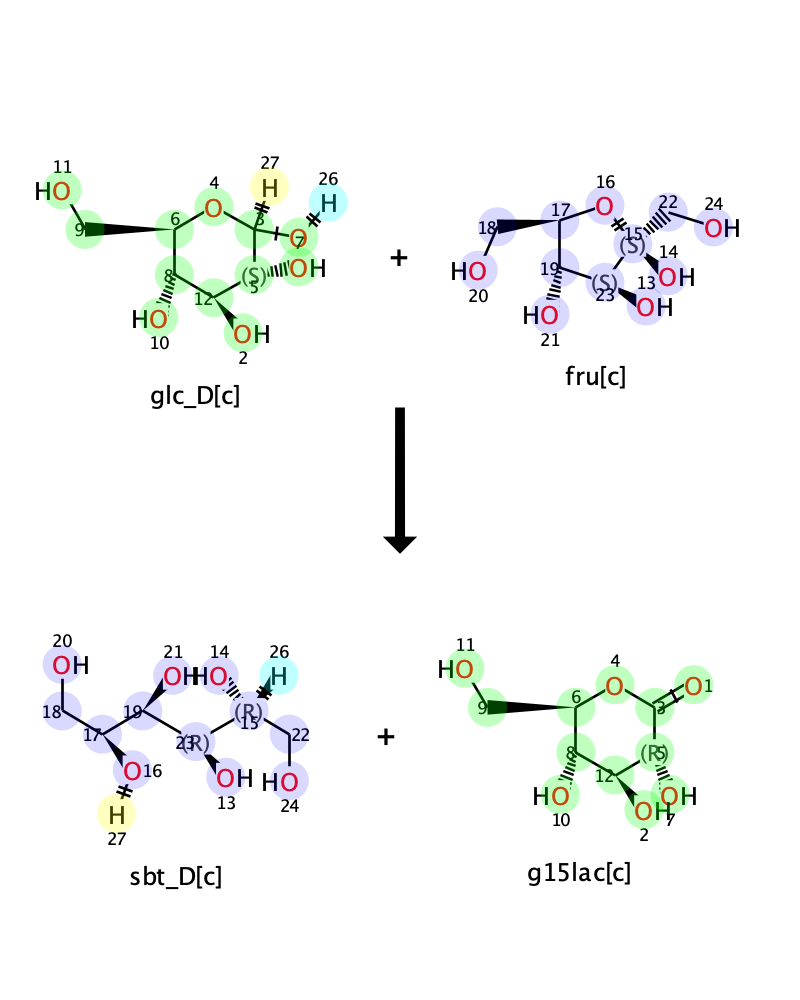 11
27
26
4
H
HO
H
O
3
9
6
O
7
8
(S)
OH
5
12
HO
OH
10
2
glc_D[c]
+
16
22
24
17
O
18
15
OH
(S)
14
HO
19
OH
20
(S)
13
23
OH
HO
21
fru[c]
20
21
14
26
OH
OH
HO
H
18
19
(R)
15
17
23
(R)
22
O
16
OH
HO
H
13
24
27
sbt_D[c]
+
11
4
HO
O
O
1
6
3
9
8
(R)
5
12
HO
OH
10
OH
7
2
g15lac[c]